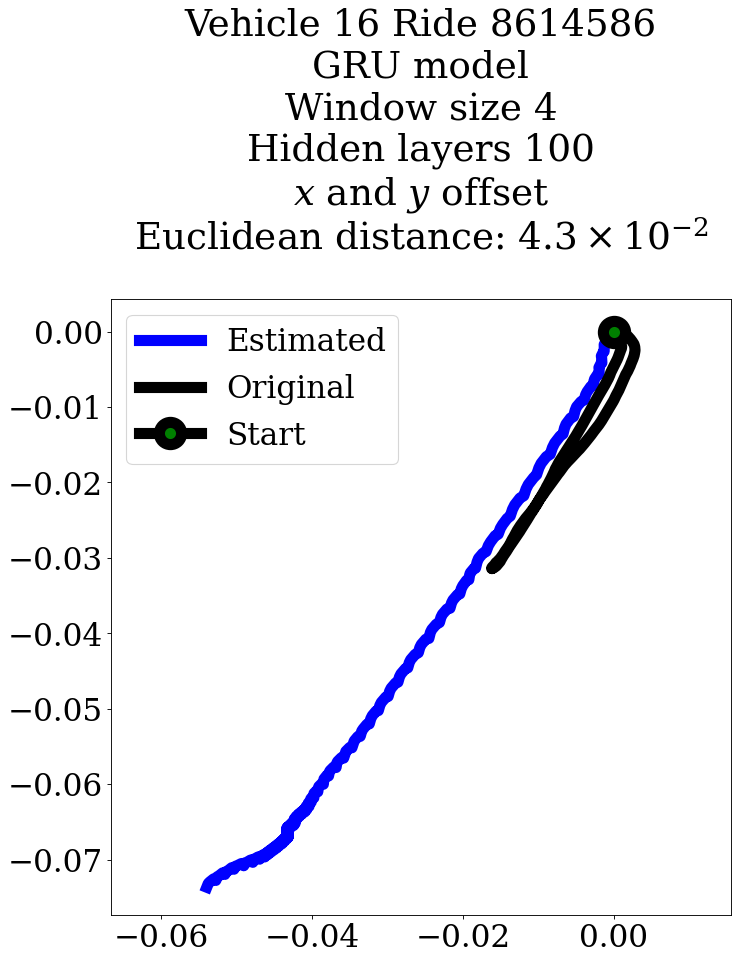 Vehicle 16 Ride 8614586
GRU model
Window size 4
Hidden layers 100
x and y offset
Euclidean distance: 4.3 × 10⁻²
Estimated
Original
Start
0.00
−0.01
−0.02
−0.03
−0.04
−0.05
−0.06
−0.07
−0.06 −0.04 −0.02 0.00